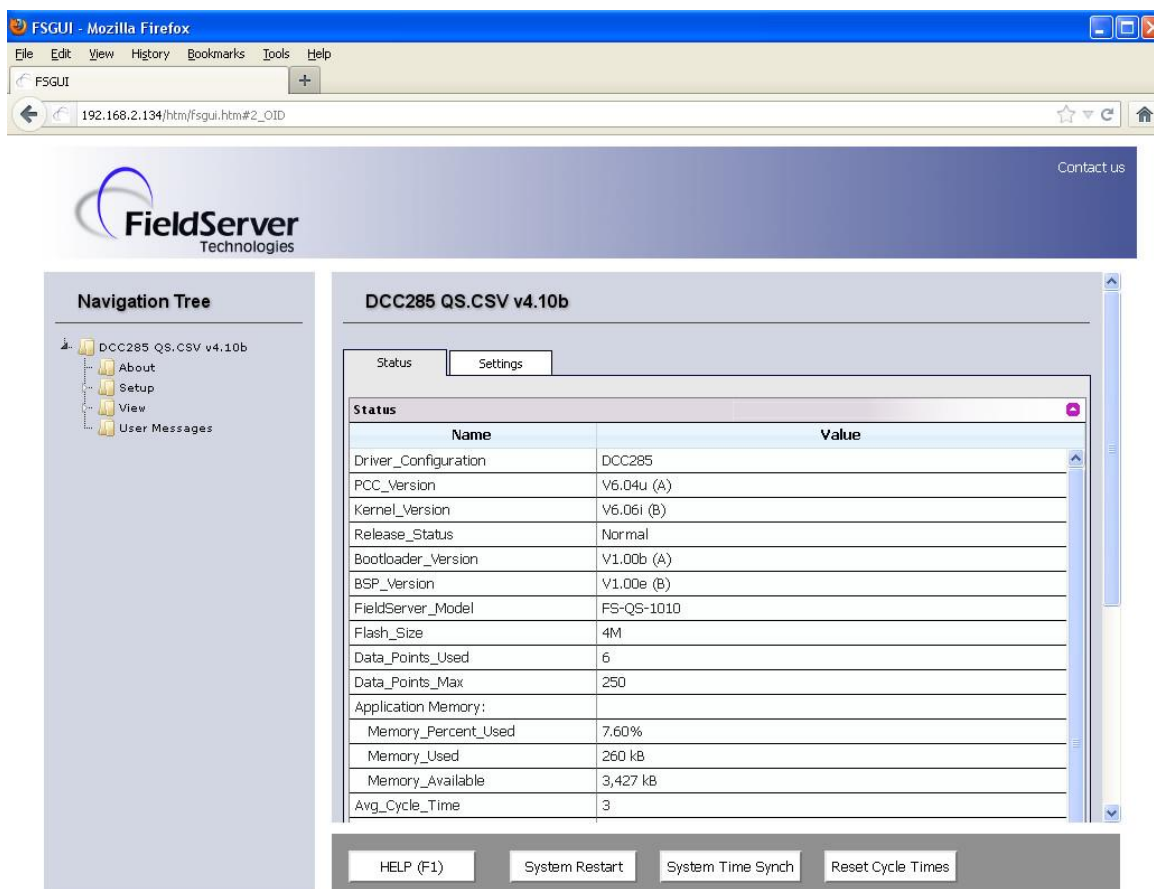 FSGUI - Mozilla Firefox
File Edit View History Bookmarks Tools Help
FSGUI
192.168.2.134/htm/fsgui.htm#2_OID
Contact us
FieldServer
Technologies
Navigation Tree
DCC285 QS.CSV v4.10b
About
Setup
View
User Messages
DCC285 QS.CSV v4.10b
Status Settings
Status
Name Value
Driver_Configuration DCC285
PCC_Version V6.04u (A)
Kernel_Version V6.06i (B)
Release_Status Normal
Bootloader_Version V1.00b (A)
BSP_Version V1.00e (B)
FieldServer_Model FS-QS-1010
Flash_Size 4M
Data_Points_Used 6
Data_Points_Max 250
Application Memory:
Memory_Percent_Used 7.60%
Memory_Used 260 kB
Memory_Available 3,427 kB
Avg_Cycle_Time 3
HELP (F1) System Restart System Time Synch Reset Cycle Times